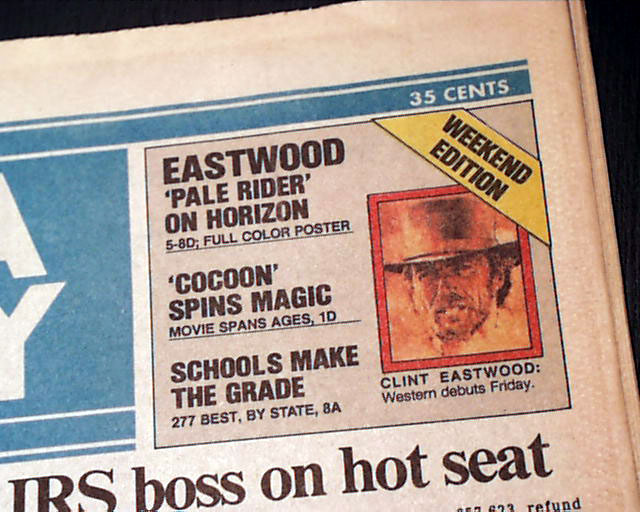 35 CENTS
WEEKEND
EDITION
EASTWOOD
'PALE RIDER'
ON HORIZON
5-8D; FULL COLOR POSTER
'COCOON'
SPINS MAGIC
MOVIE SPANS AGES, 1D
SCHOOLS MAKE
THE GRADE
277 BEST, BY STATE, 8A
CLINT EASTWOOD:
Western debuts Friday.
A
Y
IRS boss on hot seat
857,623 refund